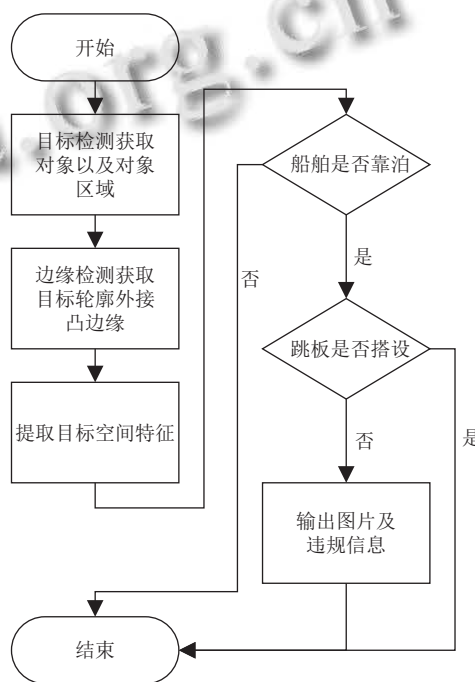 开始
目标检测获取
对象以及对象
区域
边缘检测获取
目标轮廓外接
凸边缘
提取目标空间特征
船舶是否靠泊
否
是
跳板是否搭设
否
是
输出图片及
违规信息
结束
.org.cn